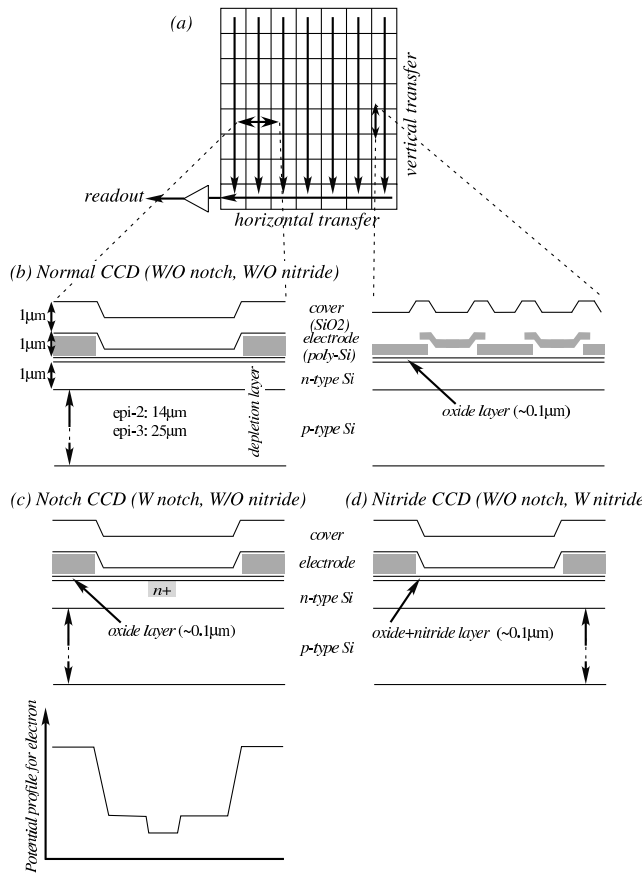 (a)
vertical transfer
readout
horizontal transfer
(b) Normal CCD (W/O notch, W/O nitride)
1μm
1μm
1μm
cover
(SiO2)
electrode
(poly-Si)
n-type Si
depletion layer
epi-2: 14μm
epi-3: 25μm
p-type Si
oxide layer (~0.1μm)
(c) Notch CCD (W notch, W/O nitride)
(d) Nitride CCD (W/O notch, W nitride
cover
electrode
n+
n-type Si
oxide layer (~0.1μm)
oxide+nitride layer (~0.1μm)
p-type Si
Potential profile for electron